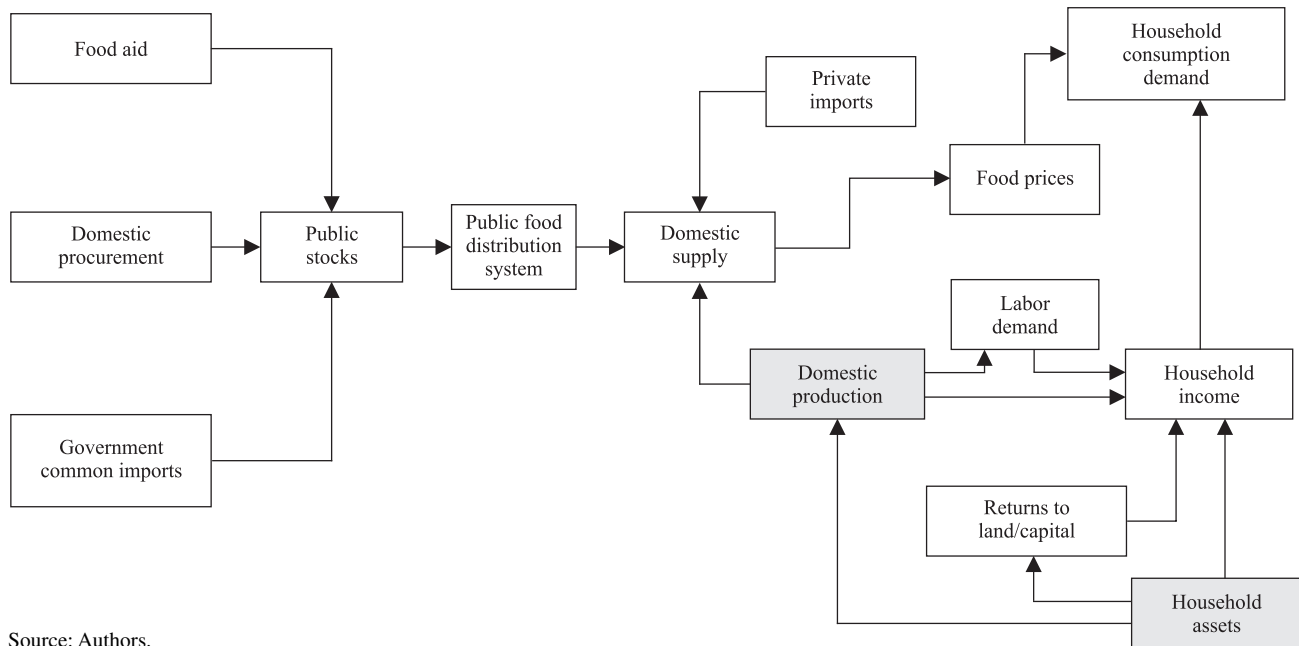 Food aid
Household
consumption
demand
Private
imports
Food prices
Domestic
procurement
Public
stocks
Public food
distribution
system
Domestic
supply
Labor
demand
Domestic
production
Household
income
Government
common imports
Returns to
land/capital
Household
assets
Source: Authors.